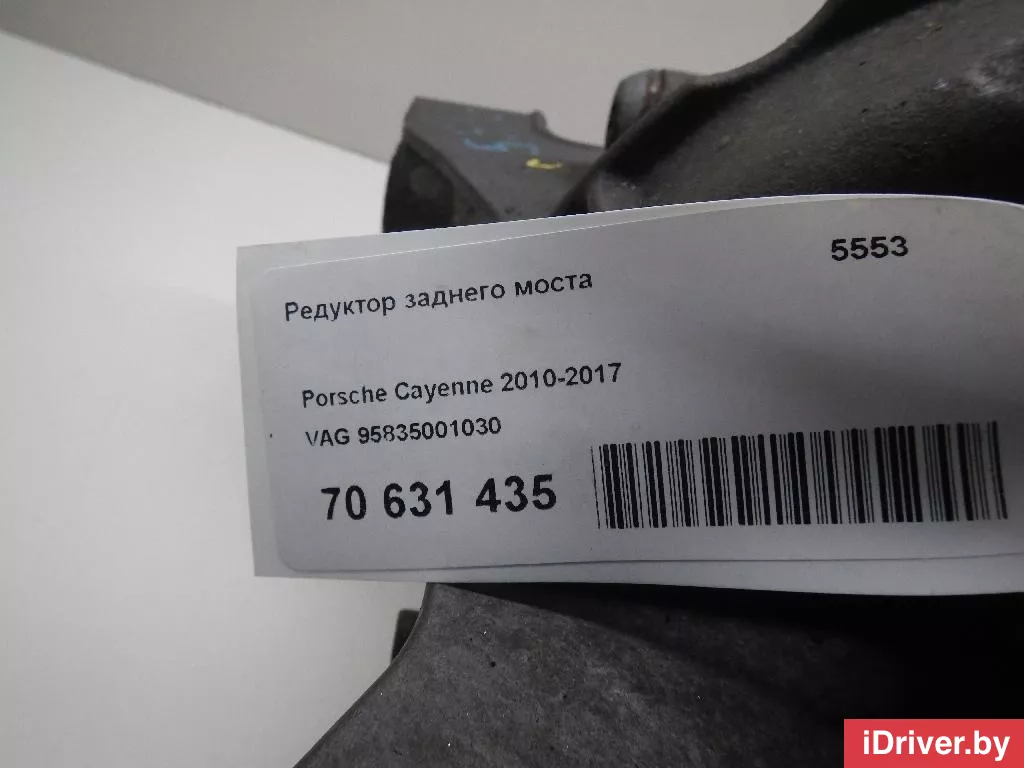 5553
Редуктор заднего моста
Porsche Cayenne 2010-2017
VAG 95835001030
70 631 435
iDriver.by